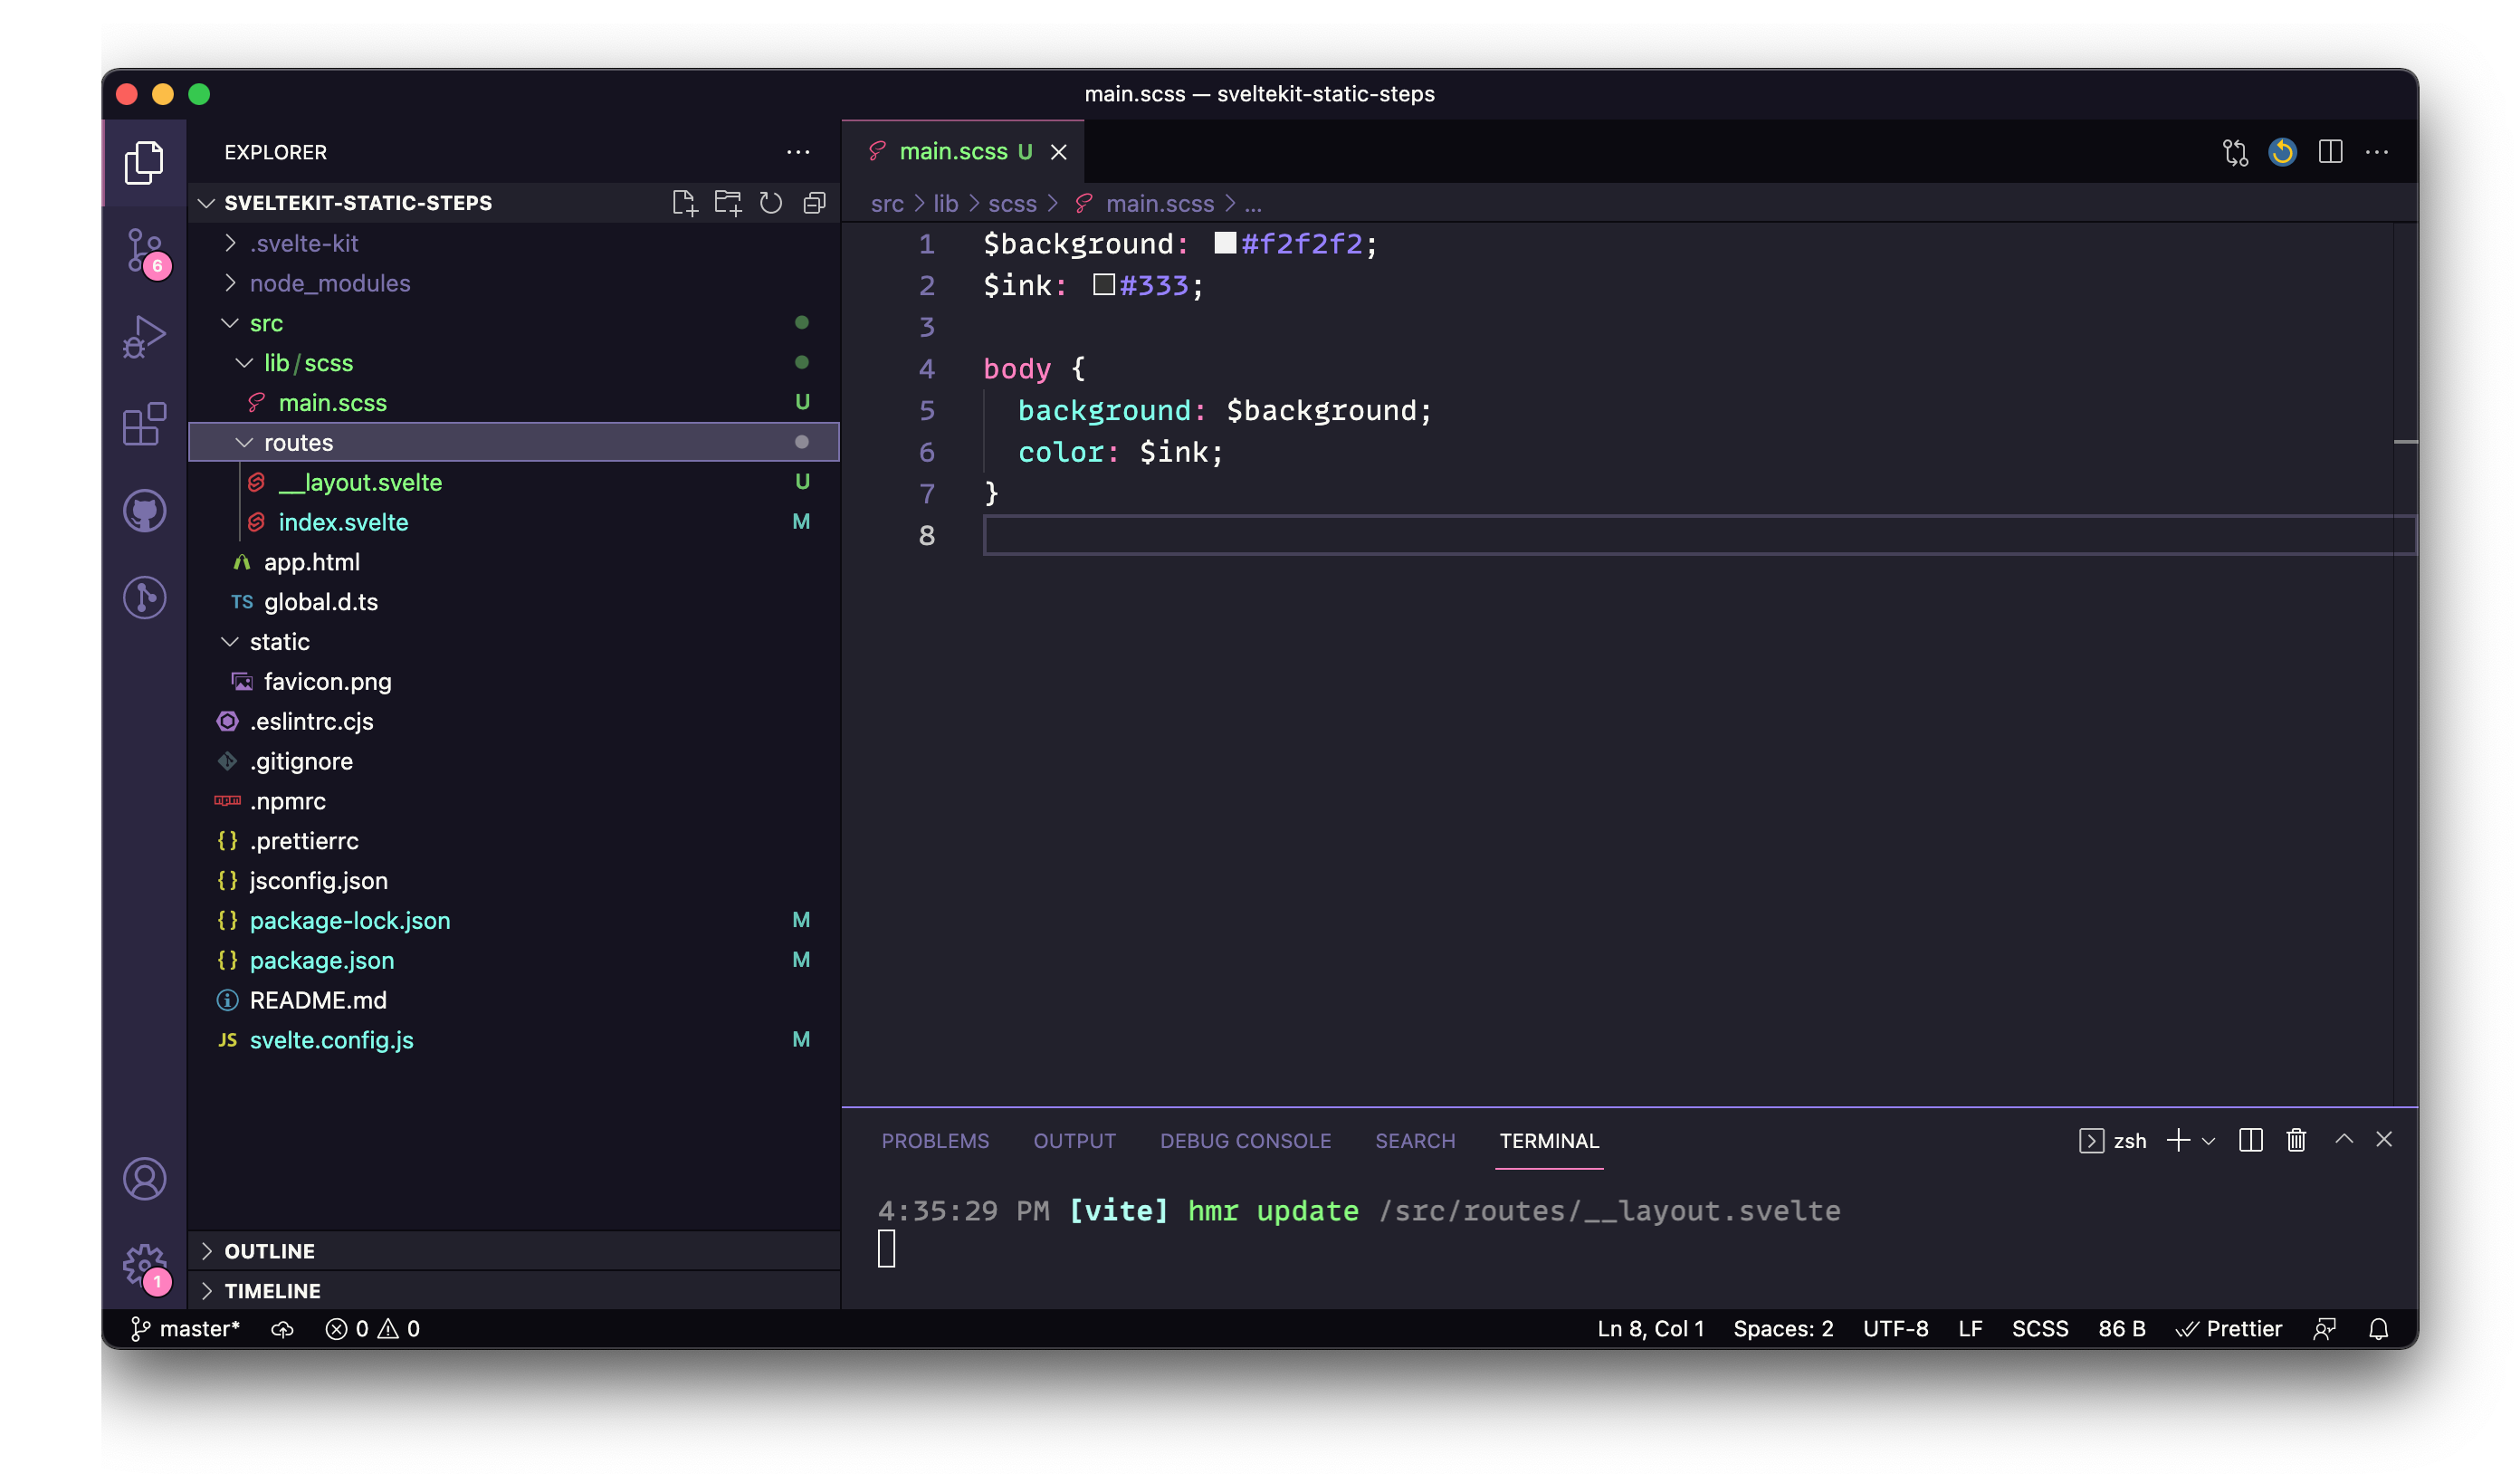 main.scss — sveltekit-static-steps
EXPLORER
SVELTEKIT-STATIC-STEPS
.svelte-kit
node_modules
src
lib/scss
main.scss U
routes
__layout.svelte U
index.svelte M
app.html
TS global.d.ts
static
favicon.png
.eslintrc.cjs
.gitignore
npm .npmrc
{} .prettierrc
{} jsconfig.json
{} package-lock.json M
{} package.json M
README.md
JS svelte.config.js M
OUTLINE
TIMELINE
6
1
main.scss U
src > lib > scss > main.scss > ...
1 $background: #f2f2f2;
2 $ink: #333;
3
4 body {
5 background: $background;
6 color: $ink;
7 }
8
PROBLEMS OUTPUT DEBUG CONSOLE SEARCH TERMINAL zsh
4:35:29 PM [vite] hmr update /src/routes/__layout.svelte
master* 0 0 Ln 8, Col 1 Spaces: 2 UTF-8 LF SCSS 86 B Prettier